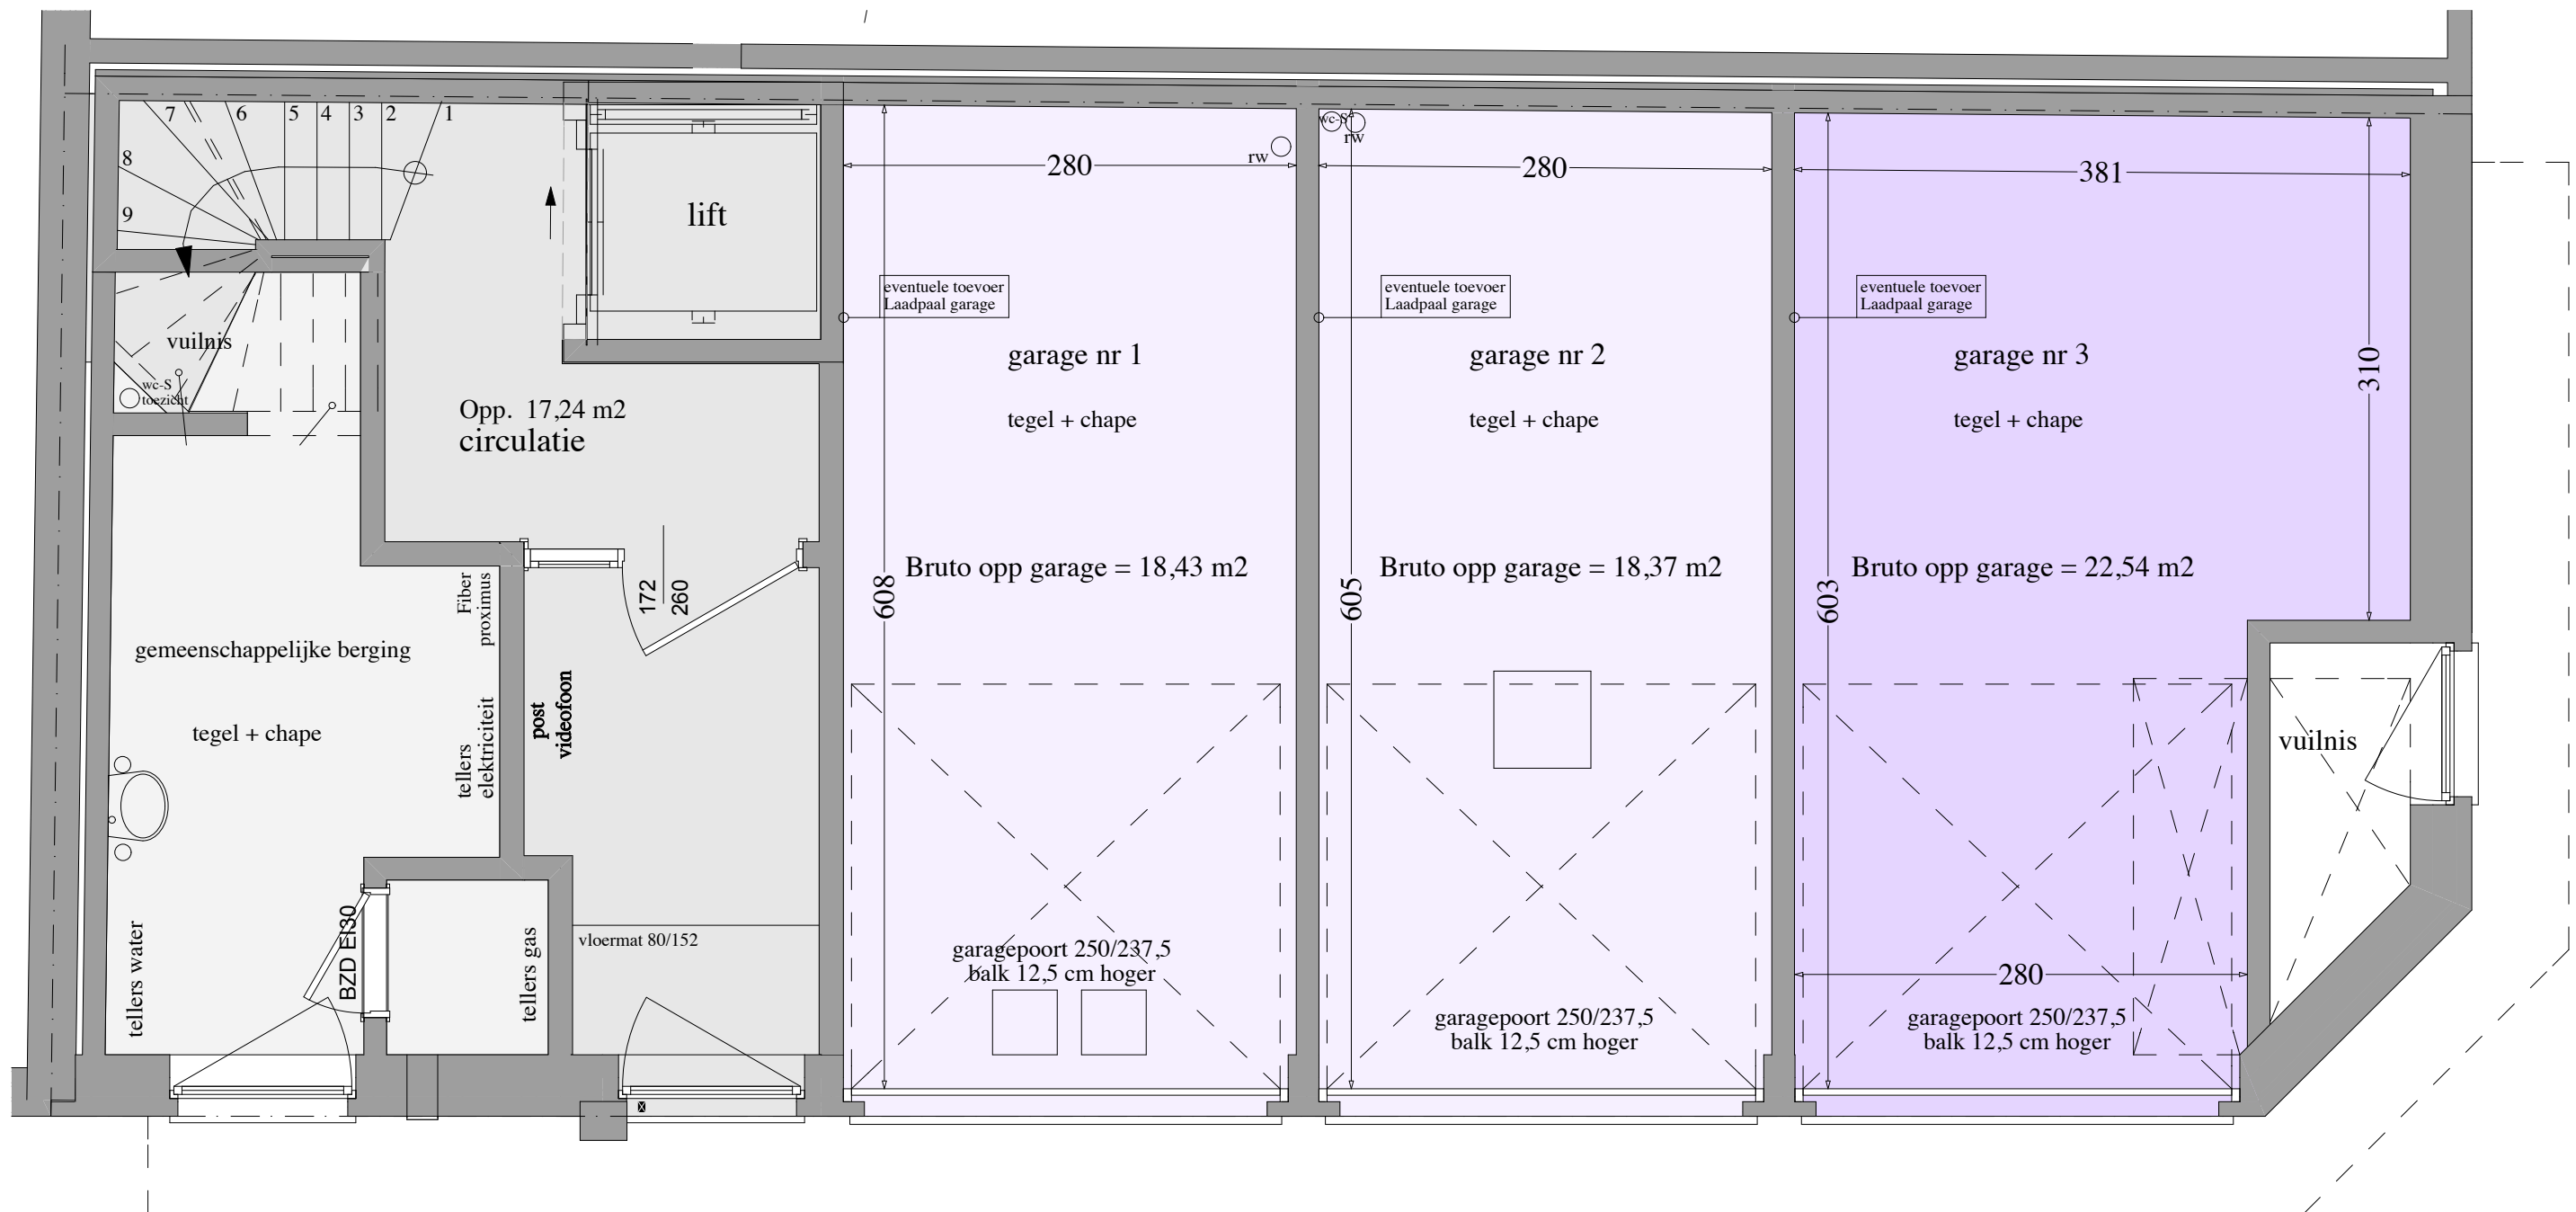 7
6
5
4
3
2
1
8
9
lift
vuilnis
wc-S
toezicht
Opp. 17,24 m2
circulatie
172
260
Fiber
proximus
gemeenschappelijke berging
tegel + chape
tellers
elektriciteit
post
videofoon
tellers water
BZD EI30
tellers gas
vloermat 80/152
280
rw
eventuele toevoer
Laadpaal garage
garage nr 1
tegel + chape
Bruto opp garage = 18,43 m2
608
garagepoort 250/237,5
balk 12,5 cm hoger
wc-S
rw
280
eventuele toevoer
Laadpaal garage
garage nr 2
tegel + chape
Bruto opp garage = 18,37 m2
605
garagepoort 250/237,5
balk 12,5 cm hoger
381
eventuele toevoer
Laadpaal garage
garage nr 3
tegel + chape
310
Bruto opp garage = 22,54 m2
603
280
garagepoort 250/237,5
balk 12,5 cm hoger
vuilnis